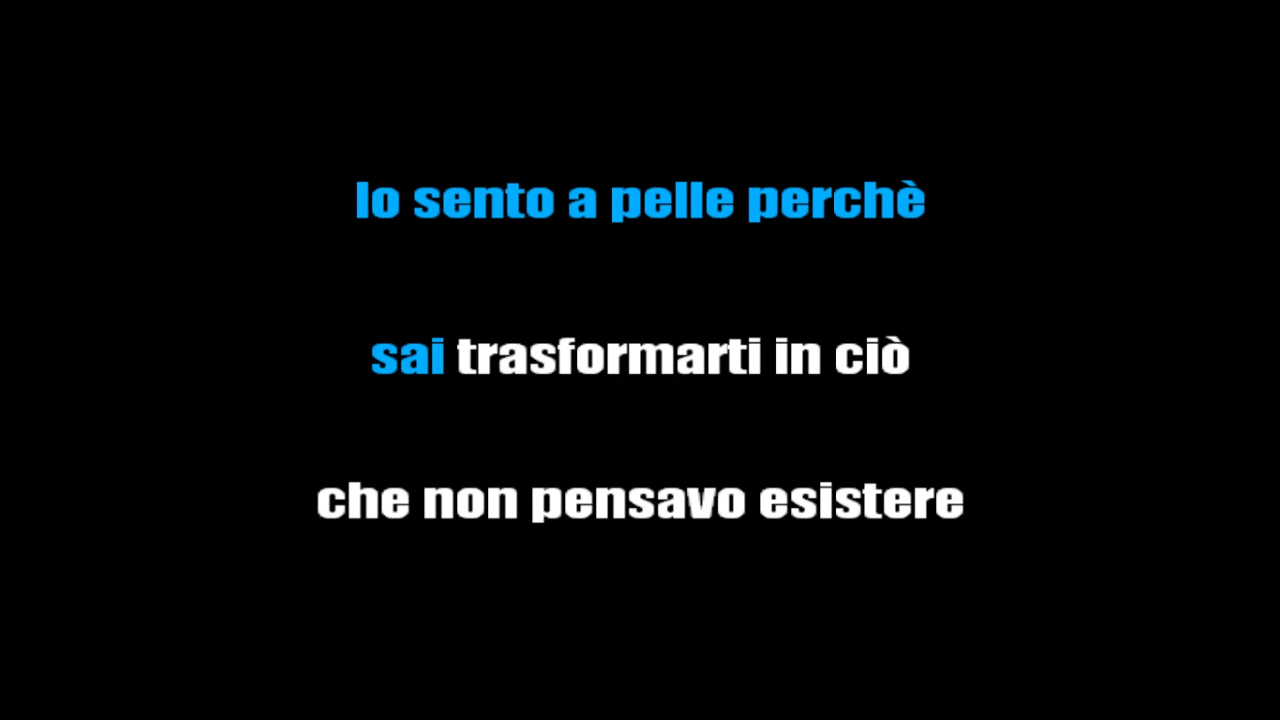 lo sento a pelle perchè
sai trasformarti in ciò
che non pensavo esistere